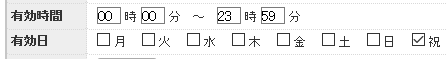 有効時間 00 時 00 分 ～ 23 時 59 分
有効日 月 火 水 木 金 土 日 祝